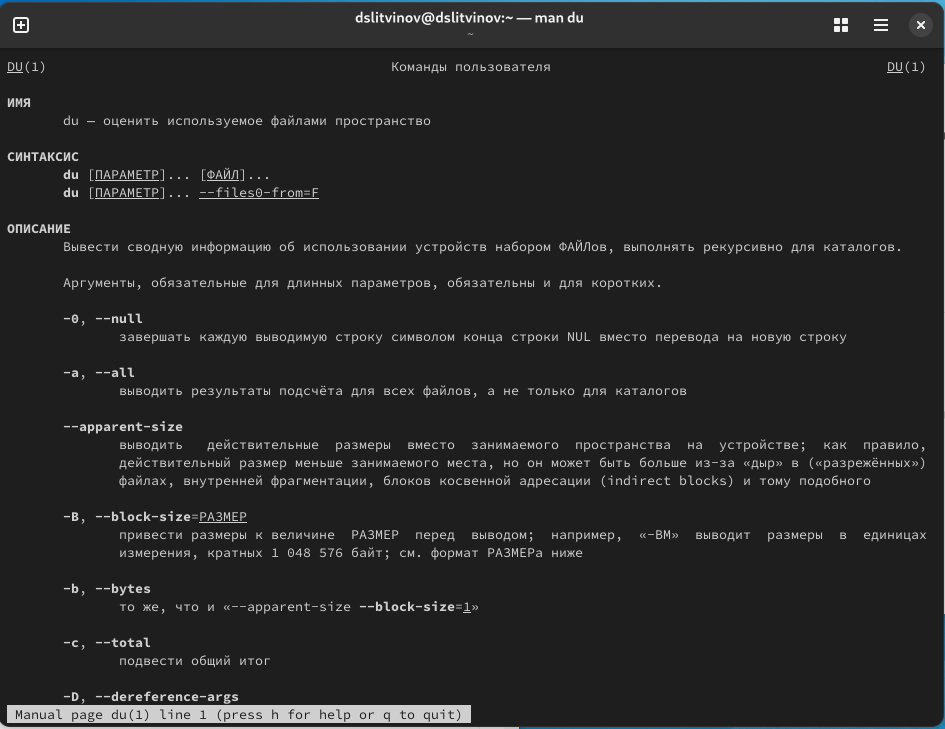 dslitvinov@dslitvinov:~ — man du
~
DU(1) Команды пользователя DU(1)
ИМЯ
du — оценить используемое файлами пространство
СИНТАКСИС
du [ПАРАМЕТР]... [ФАЙЛ]...
du [ПАРАМЕТР]... --files0-from=F
ОПИСАНИЕ
Вывести сводную информацию об использовании устройств набором ФАЙЛов, выполнять рекурсивно для каталогов.
Аргументы, обязательные для длинных параметров, обязательны и для коротких.
-0, --null
завершать каждую выводимую строку символом конца строки NUL вместо перевода на новую строку
-a, --all
выводить результаты подсчёта для всех файлов, а не только для каталогов
--apparent-size
выводить действительные размеры вместо занимаемого пространства на устройстве; как правило,
действительный размер меньше занимаемого места, но он может быть больше из-за «дыр» в («разрежённых»)
файлах, внутренней фрагментации, блоков косвенной адресации (indirect blocks) и тому подобного
-B, --block-size=РАЗМЕР
привести размеры к величине РАЗМЕР перед выводом; например, «-BM» выводит размеры в единицах
измерения, кратных 1 048 576 байт; см. формат РАЗМЕРа ниже
-b, --bytes
то же, что и «--apparent-size --block-size=1»
-c, --total
подвести общий итог
-D, --dereference-args
Manual page du(1) line 1 (press h for help or q to quit)